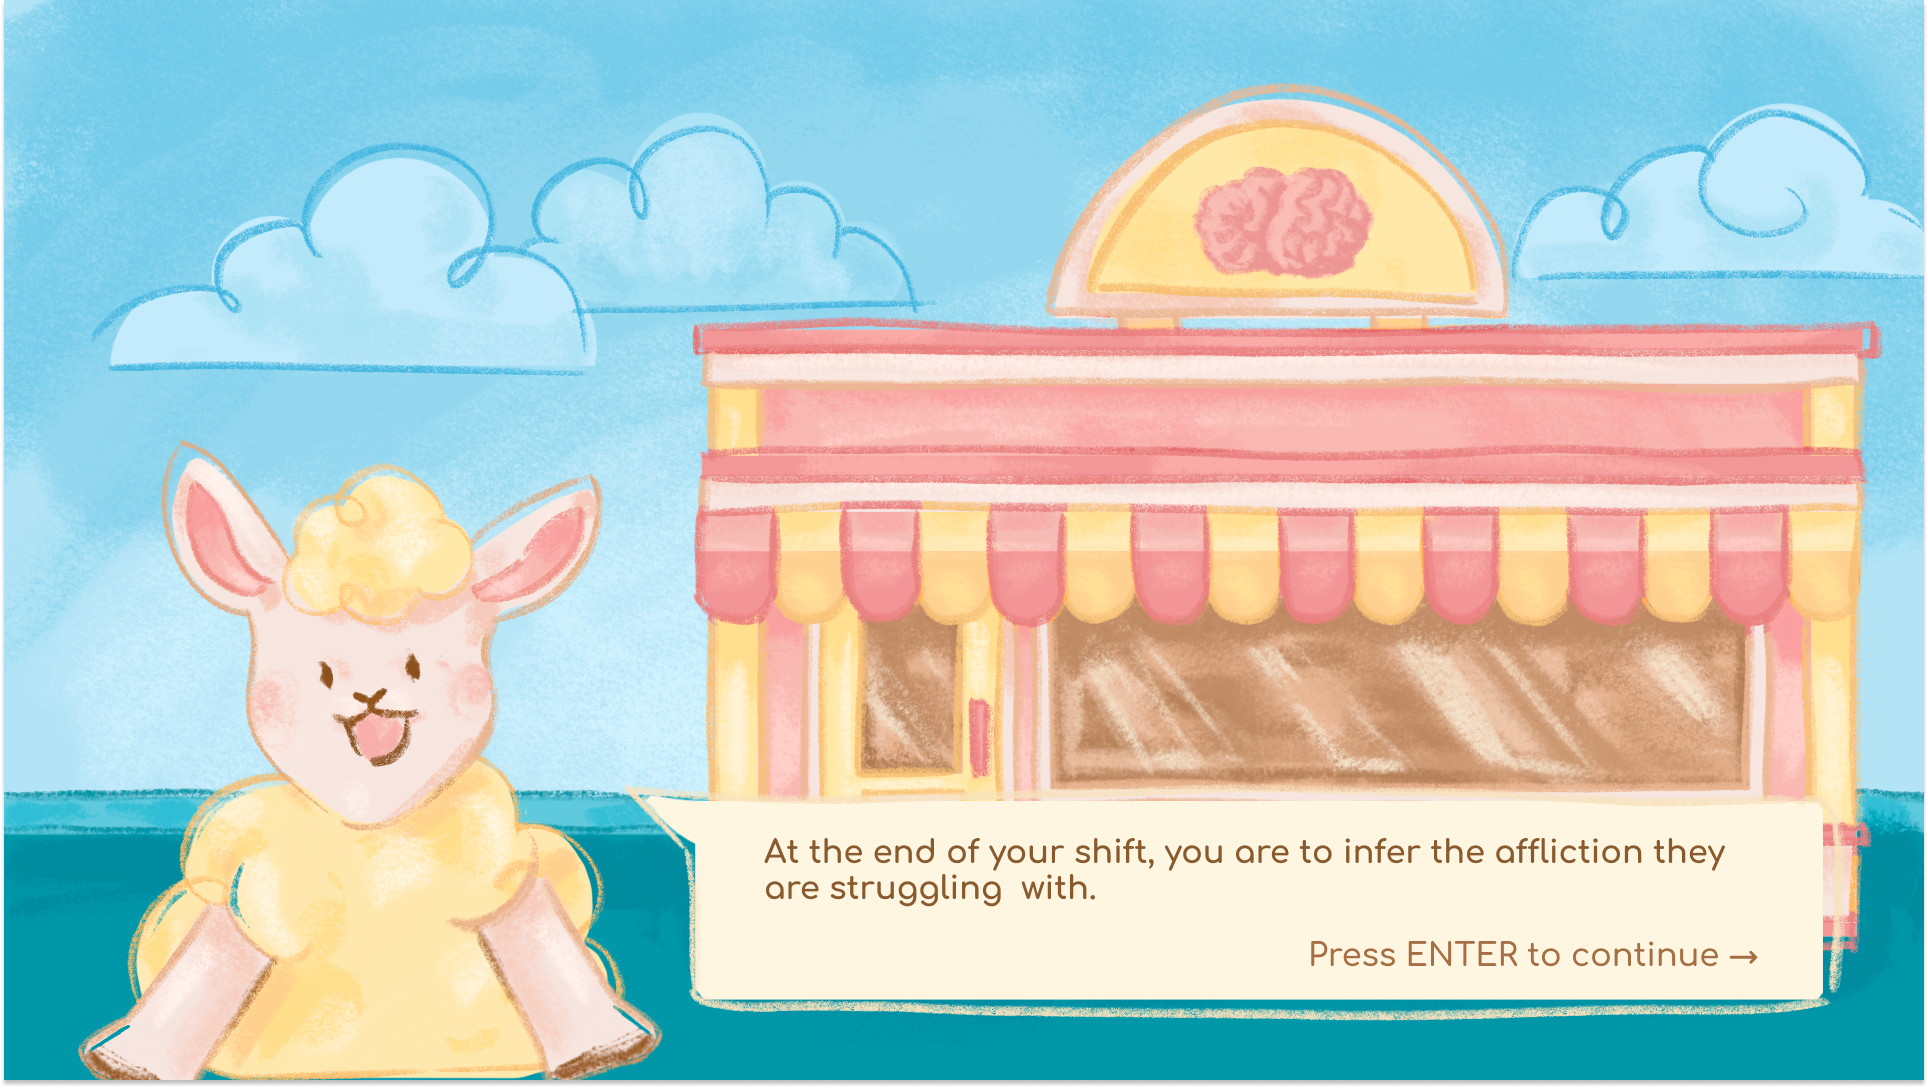 At the end of your shift, you are to infer the affliction they
are struggling  with.
Press ENTER to continue →